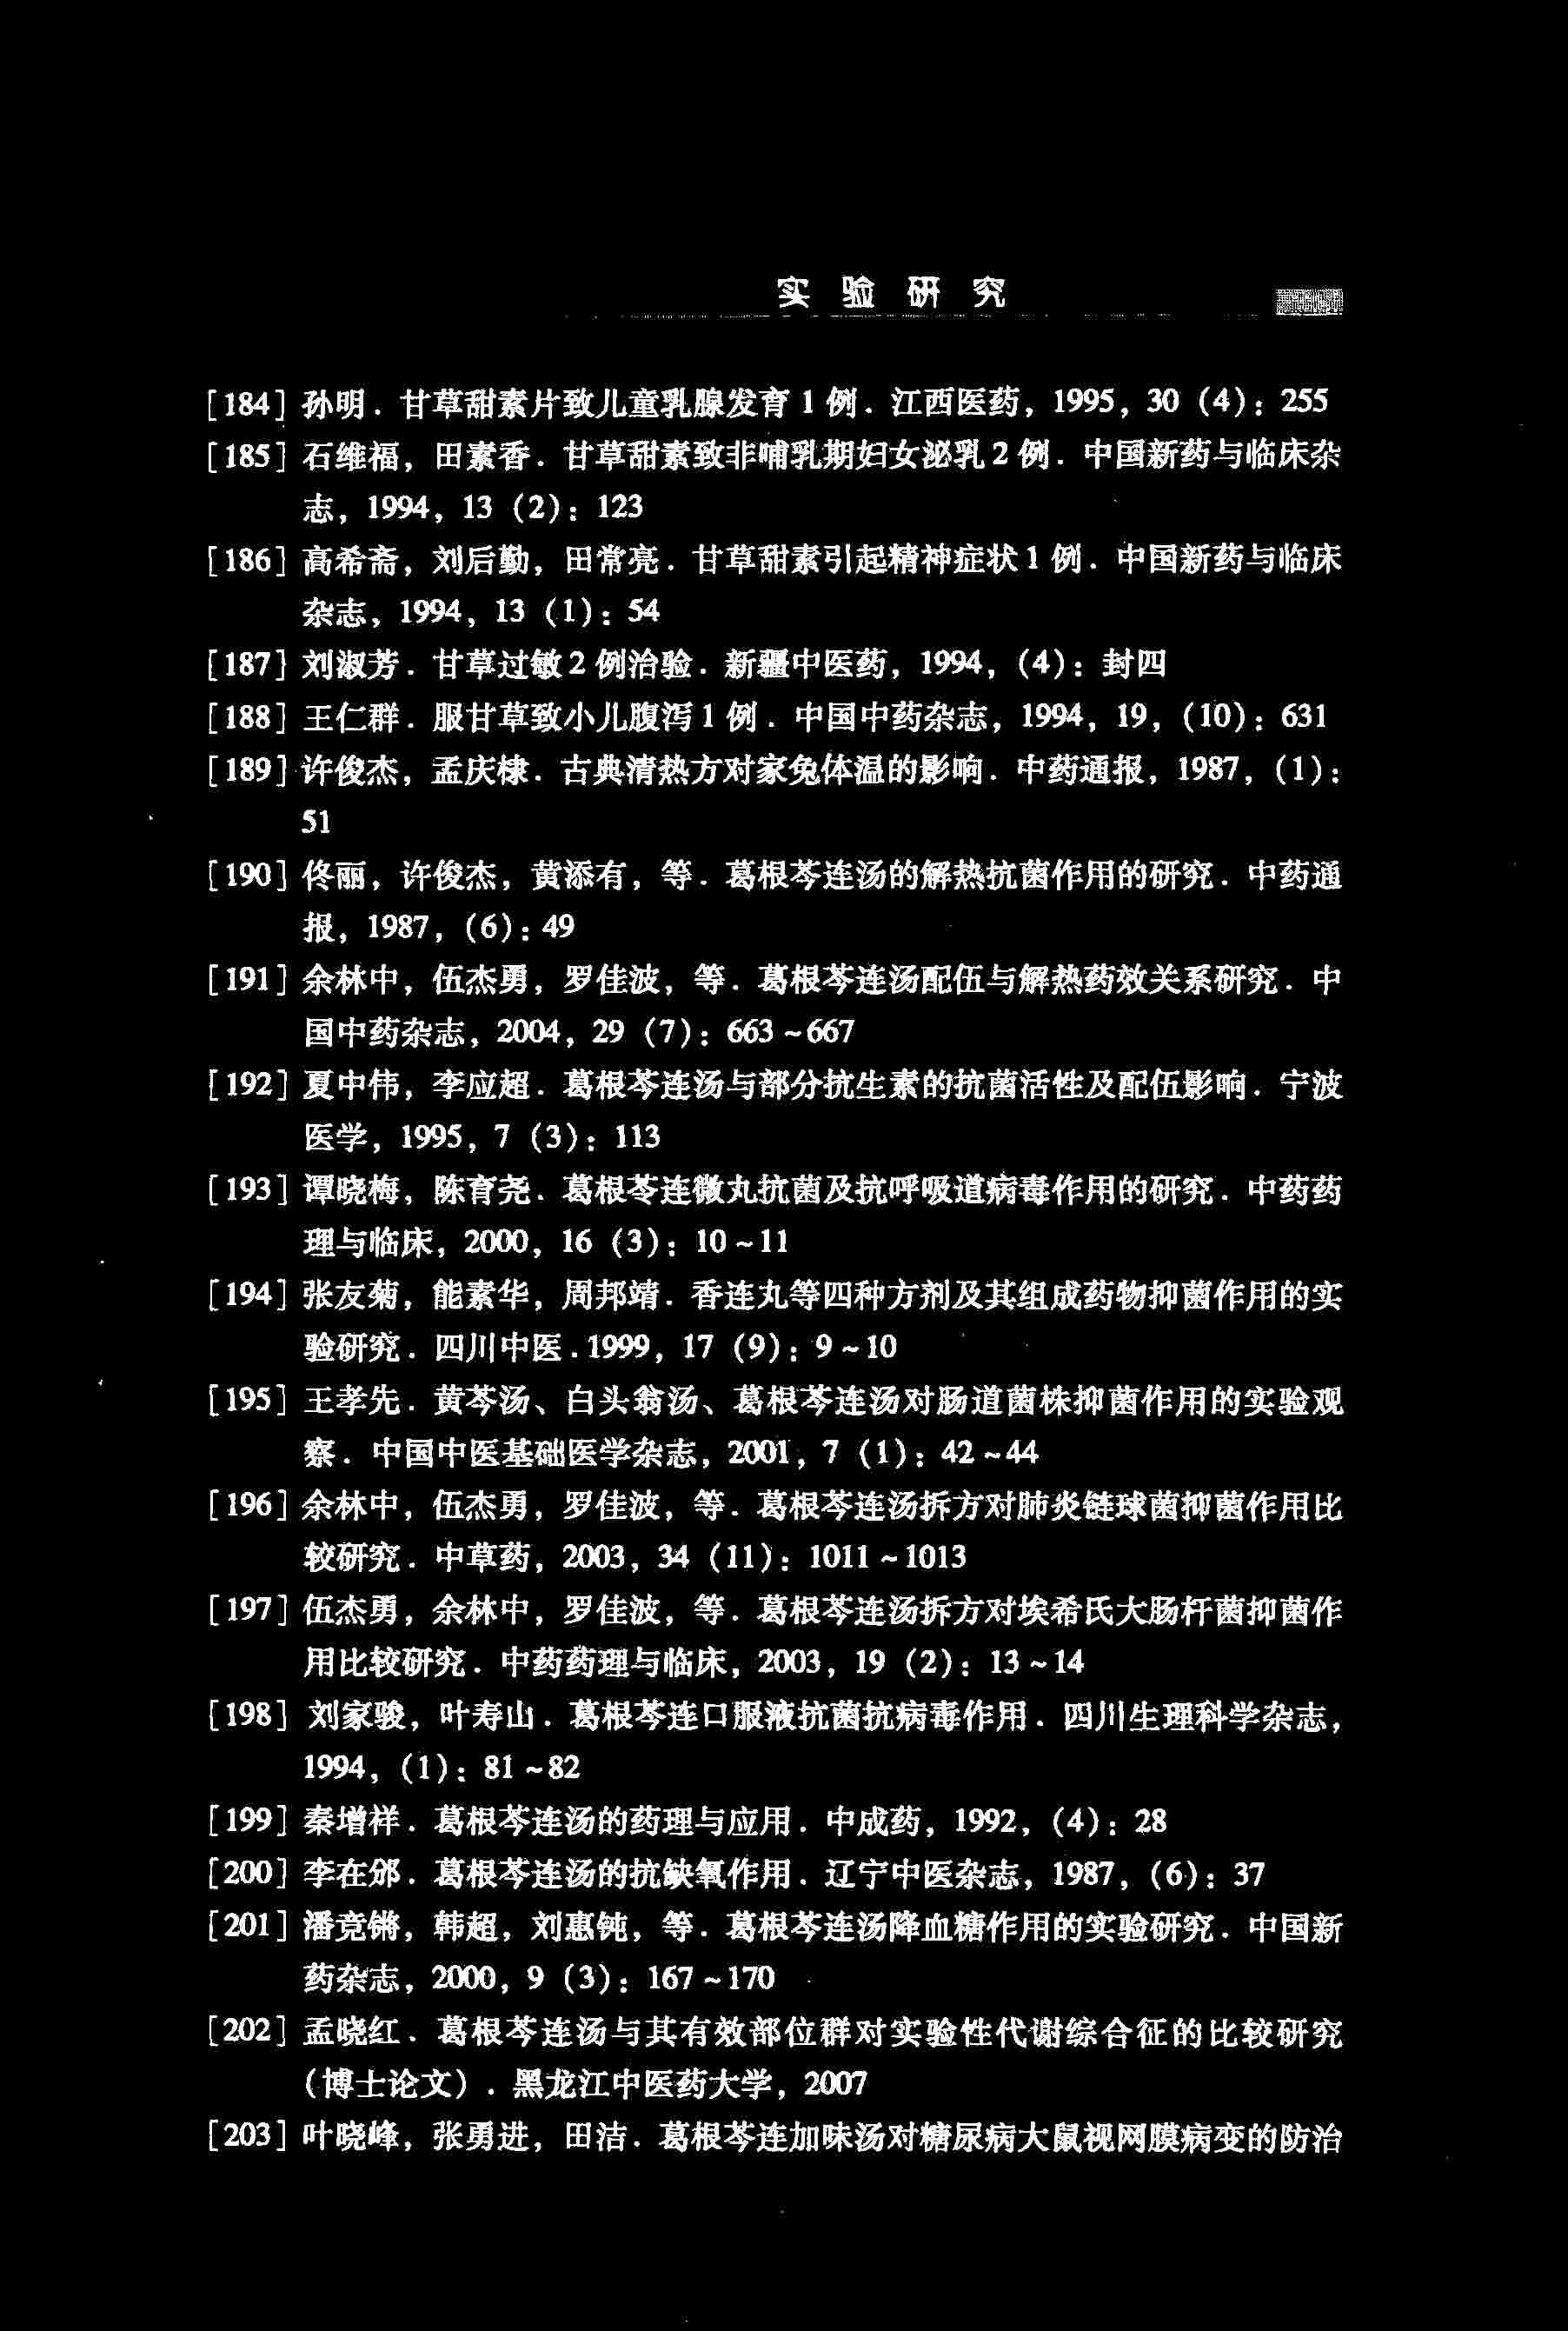 实验研究
[184] 孙明．甘草甜素片致儿童乳腺发育1例．江西医药，1995，30（4）：255
[185] 石维福，田素香．甘草甜素致非哺乳期妇女泌乳2例．中国新药与临床杂
志，1994，13（2）：123
[186] 高希斋，刘后勤，田常亮．甘草甜素引起精神症状1例．中国新药与临床
杂志，1994，13（1）：54
[187] 刘淑芳．甘草过敏2例治验．新疆中医药，1994，（4）：封四
[188] 王仁群．服甘草致小儿腹泻1例．中国中药杂志，1994，19，（10）：631
[189] 许俊杰，孟庆棣．古典清热方对家兔体温的影响．中药通报，1987，（1）：
51
[190] 佟丽，许俊杰，黄添有，等．葛根芩连汤的解热抗菌作用的研究．中药通
报，1987，（6）：49
[191] 余林中，伍杰勇，罗佳波，等．葛根芩连汤配伍与解热药效关系研究．中
国中药杂志，2004，29（7）：663～667
[192] 夏中伟，李应超．葛根芩连汤与部分抗生素的抗菌活性及配伍影响．宁波
医学，1995，7（3）：113
[193] 谭晓梅，陈育尧．葛根芩连微丸抗菌及抗呼吸道病毒作用的研究．中药药
理与临床，2000，16（3）：10～11
[194] 张友菊，能素华，周邦靖．香连丸等四种方剂及其组成药物抑菌作用的实
验研究．四川中医．1999，17（9）：9～10
[195] 王孝先．黄芩汤、白头翁汤、葛根芩连汤对肠道菌株抑菌作用的实验观
察．中国中医基础医学杂志，2001，7（1）：42～44
[196] 余林中，伍杰勇，罗佳波，等．葛根芩连汤拆方对肺炎链球菌抑菌作用比
较研究．中草药，2003，34（11）：1011～1013
[197] 伍杰勇，余林中，罗佳波，等．葛根芩连汤拆方对埃希氏大肠杆菌抑菌作
用比较研究．中药药理与临床，2003，19（2）：13～14
[198] 刘家骏，叶寿山．葛根芩连口服液抗菌抗病毒作用．四川生理科学杂志，
1994，（1）：81～82
[199] 秦增祥．葛根芩连汤的药理与应用．中成药，1992，（4）：28
[200] 李在邠．葛根芩连汤的抗缺氧作用．辽宁中医杂志，1987，（6）：37
[201] 潘竞锵，韩超，刘惠钝，等．葛根芩连汤降血糖作用的实验研究．中国新
药杂志，2000，9（3）：167～170
[202] 孟晓红．葛根芩连汤与其有效部位群对实验性代谢综合征的比较研究
（博士论文）．黑龙江中医药大学，2007
[203] 叶晓峰，张勇进，田洁．葛根芩连加味汤对糖尿病大鼠视网膜病变的防治